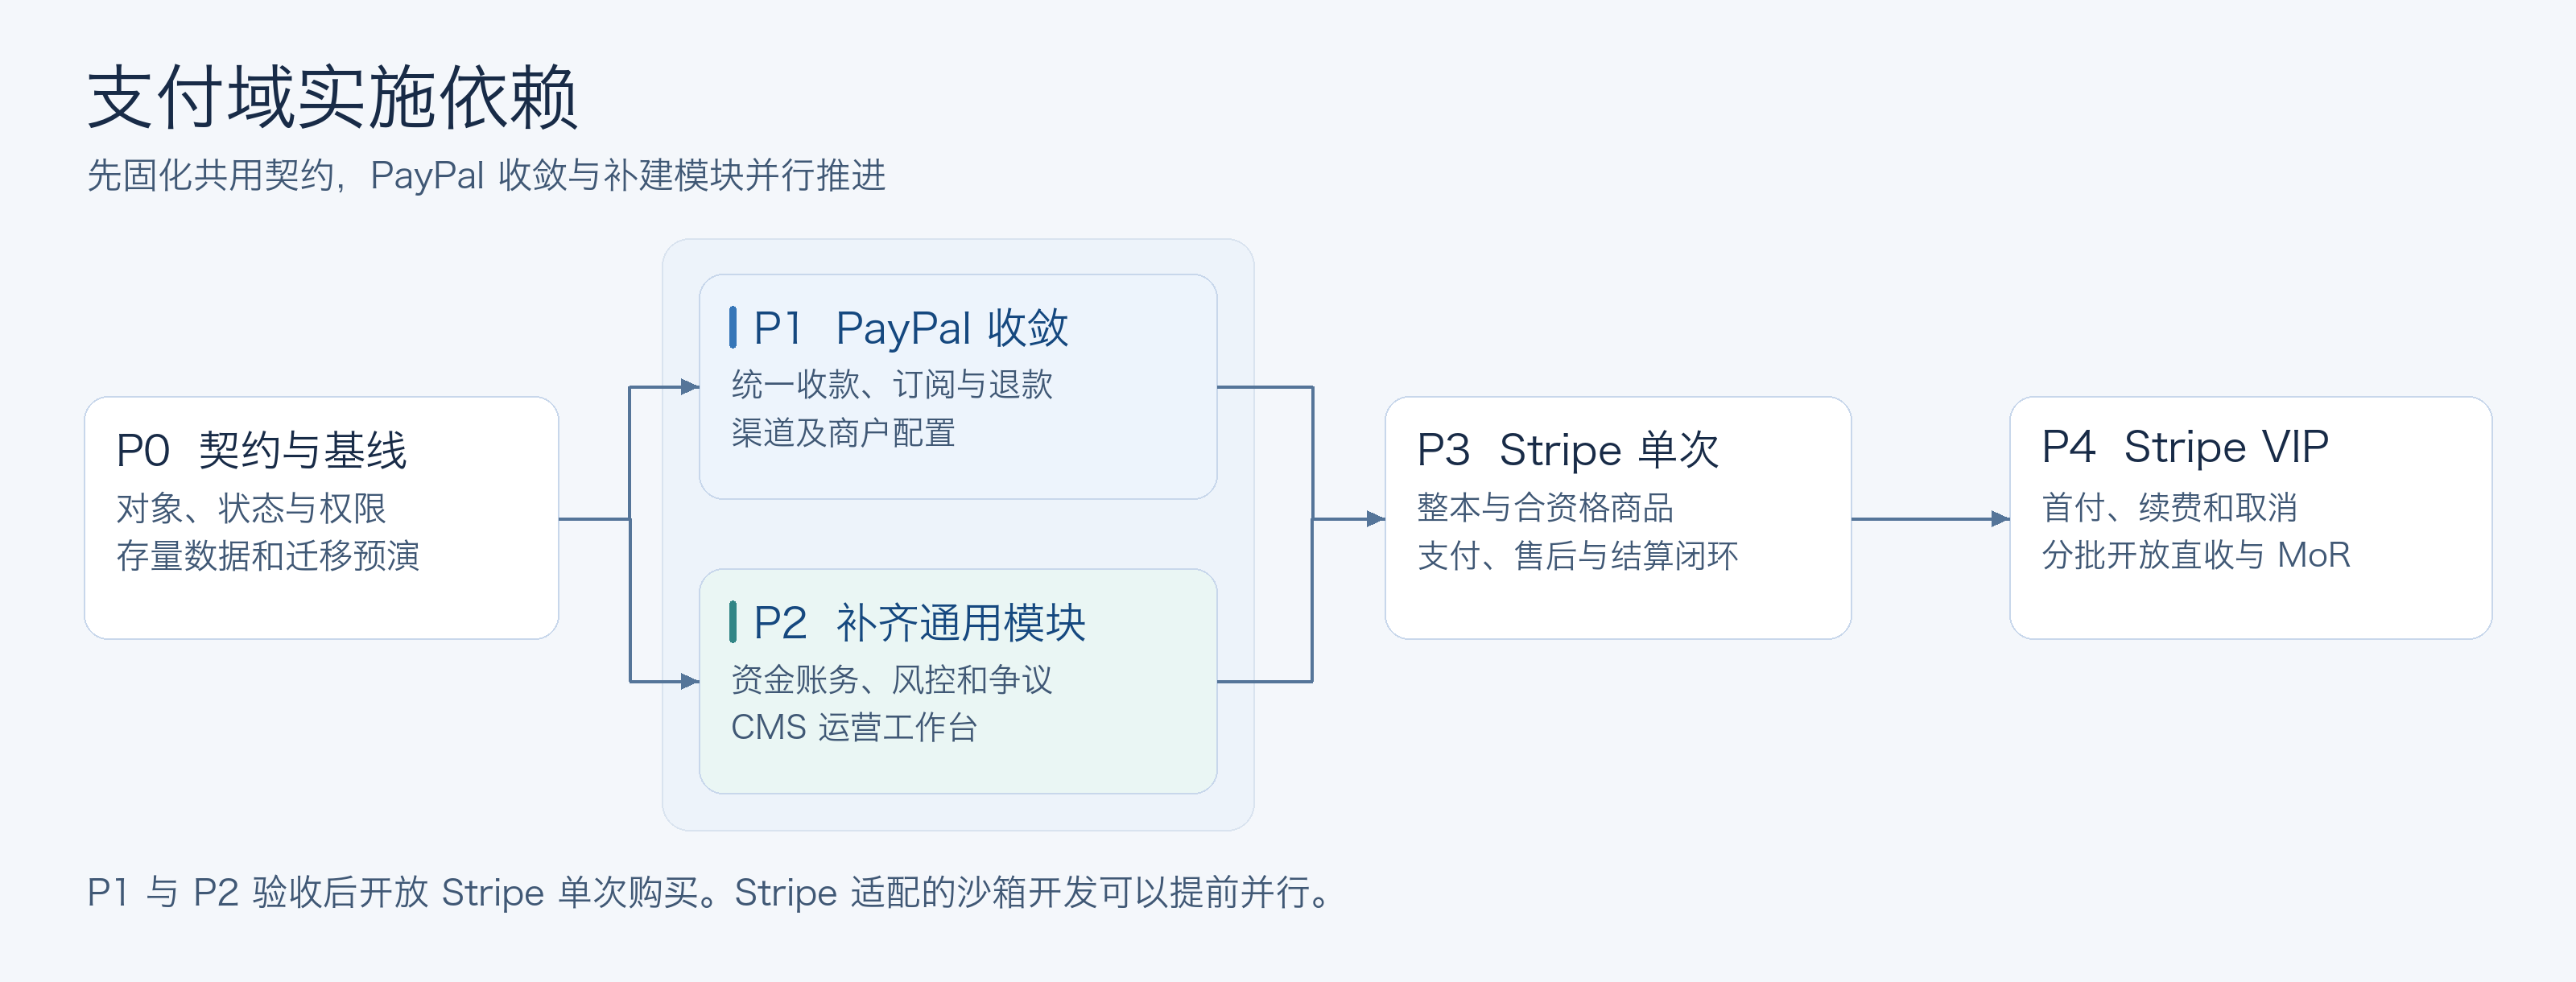 支付域实施依赖
先固化共用契约，PayPal 收敛与补建模块并行推进
P0 契约与基线
对象、状态与权限
存量数据和迁移预演
P1 PayPal 收敛
统一收款、订阅与退款
渠道及商户配置
P2 补齐通用模块
资金账务、风控和争议
CMS 运营工作台
P3 Stripe 单次
整本与合资格商品
支付、售后与结算闭环
P4 Stripe VIP
首付、续费和取消
分批开放直收与 MoR
P1 与 P2 验收后开放 Stripe 单次购买。Stripe 适配的沙箱开发可以提前并行。